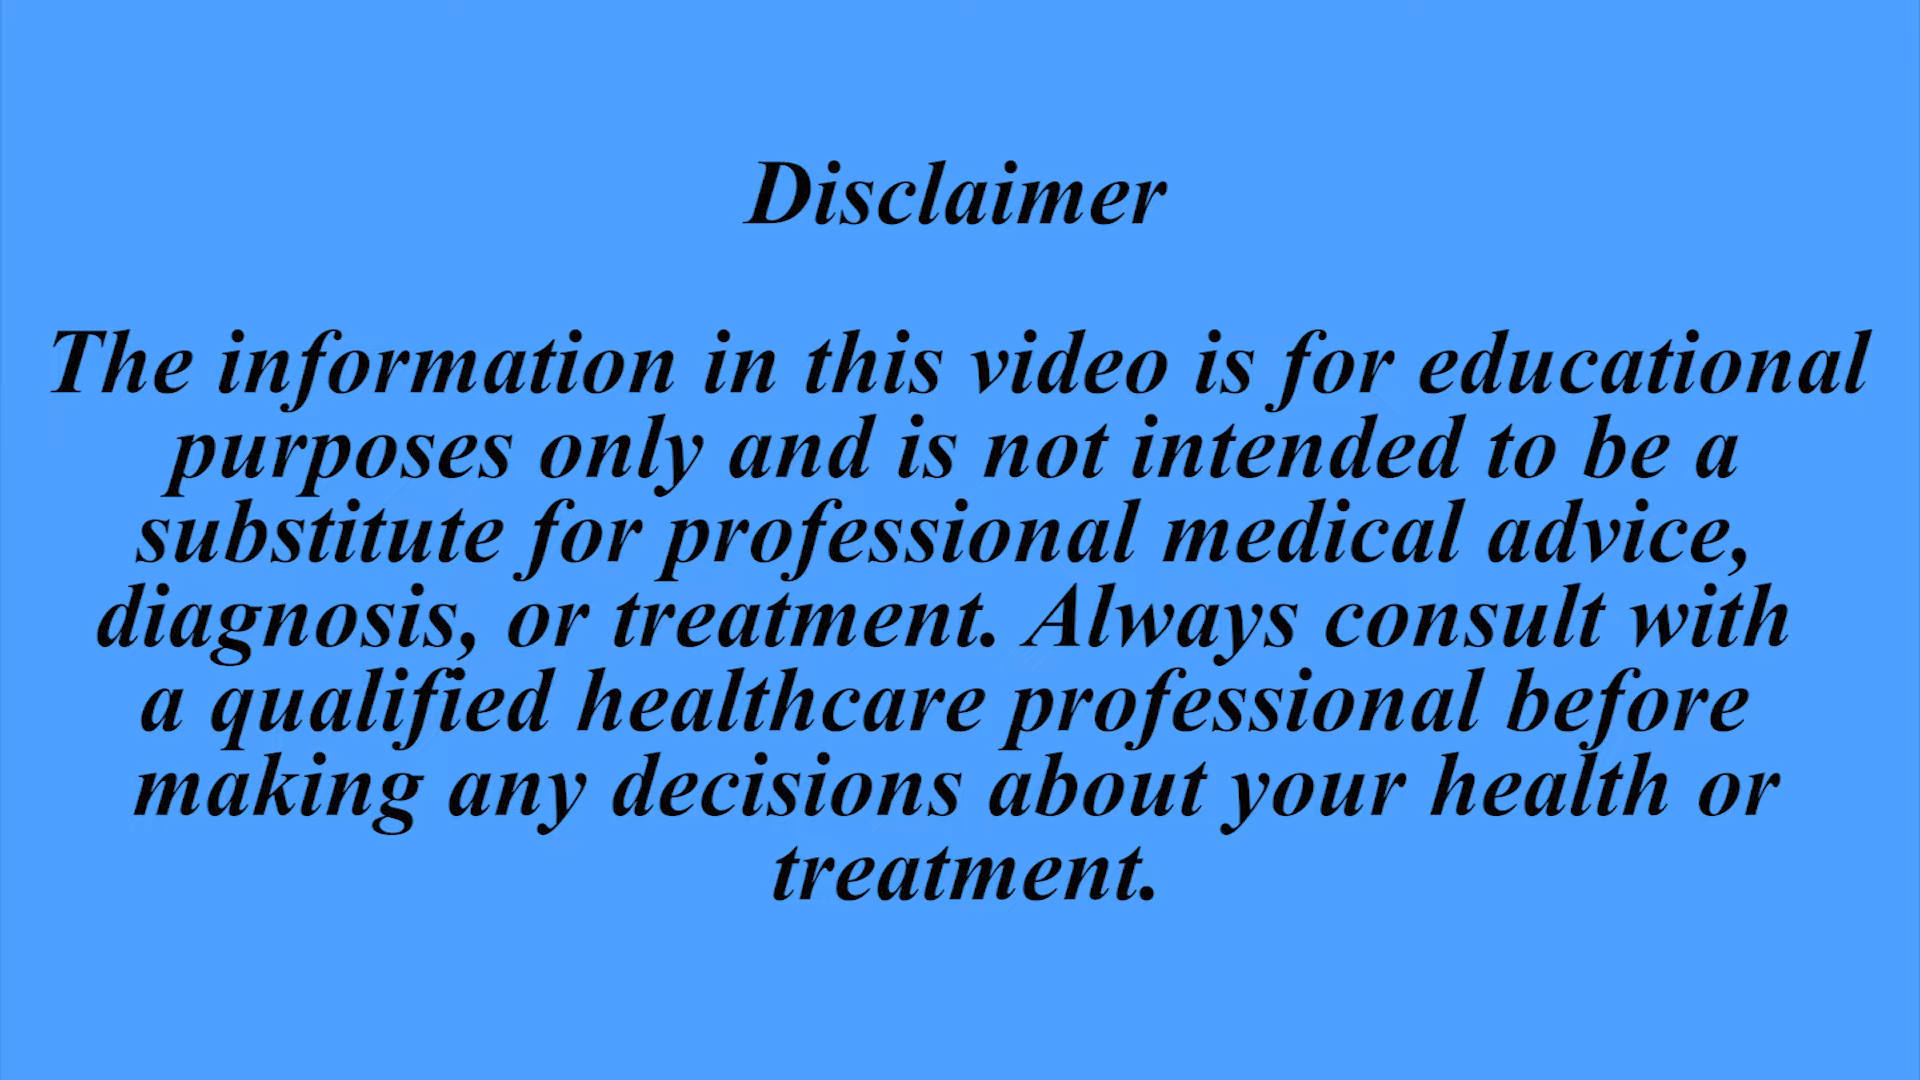 Disclaimer
The information in this video is for educational
purposes only and is not intended to be a
substitute for professional medical advice,
diagnosis, or treatment. Always consult with
a qualified healthcare professional before
making any decisions about your health or
treatment.